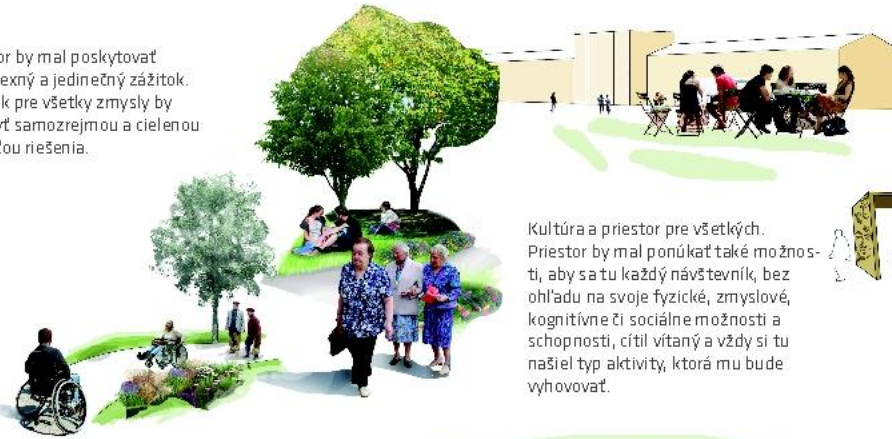 or by mal poskytovať
exný a jedinečný zážitok.
k pre všetky zmysly by
ť samozrejmou a cielenou
ou riešenia.
Kultúra a priestor pre všetkých.
Priestor by mal ponúkať také možnos-
ti, aby sa tu každý návštevník, bez
ohľadu na svoje fyzické, zmyslové,
kognitívne či sociálne možnosti a
schopnosti, cítil vítaný a vždy si tu
našiel typ aktivity, ktorá mu bude
vyhovovať.